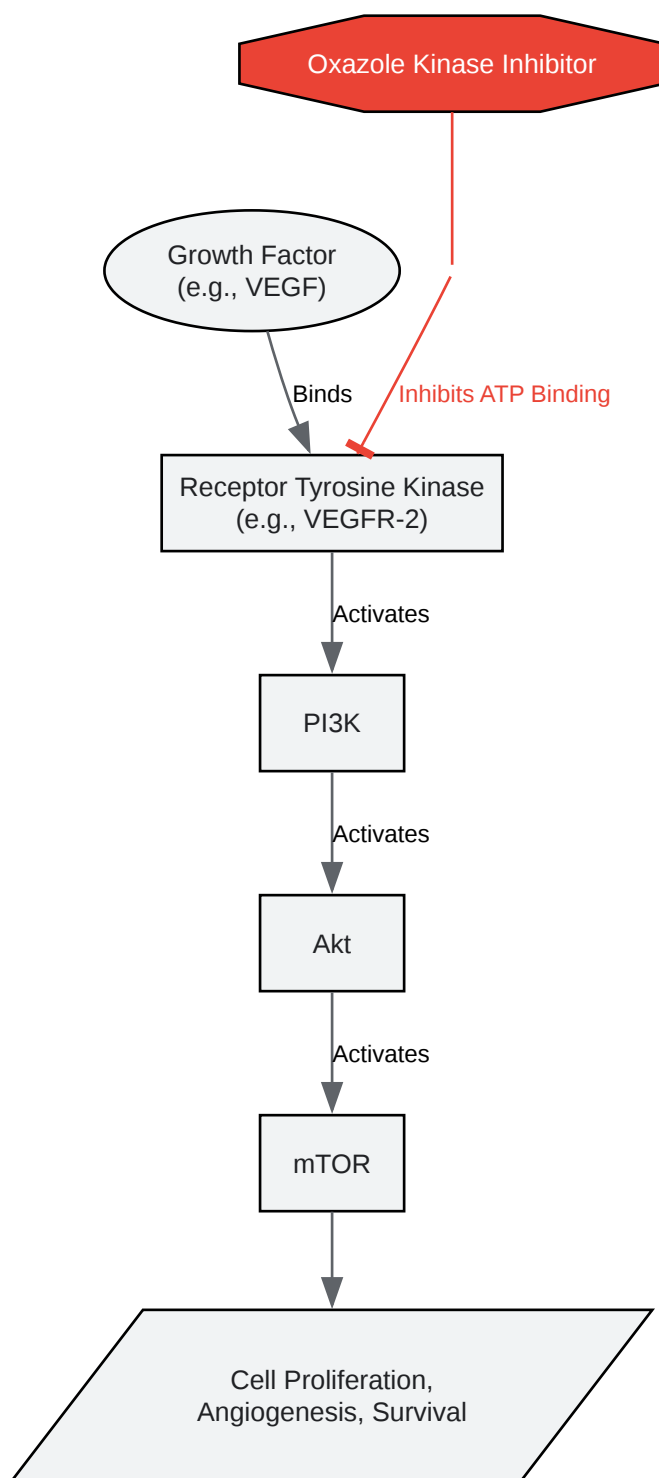 Oxazole Kinase Inhibitor
Growth Factor
(e.g., VEGF)
Binds
Inhibits ATP Binding
Receptor Tyrosine Kinase
(e.g., VEGFR-2)
Activates
PI3K
Activates
Akt
Activates
mTOR
Cell Proliferation,
Angiogenesis, Survival